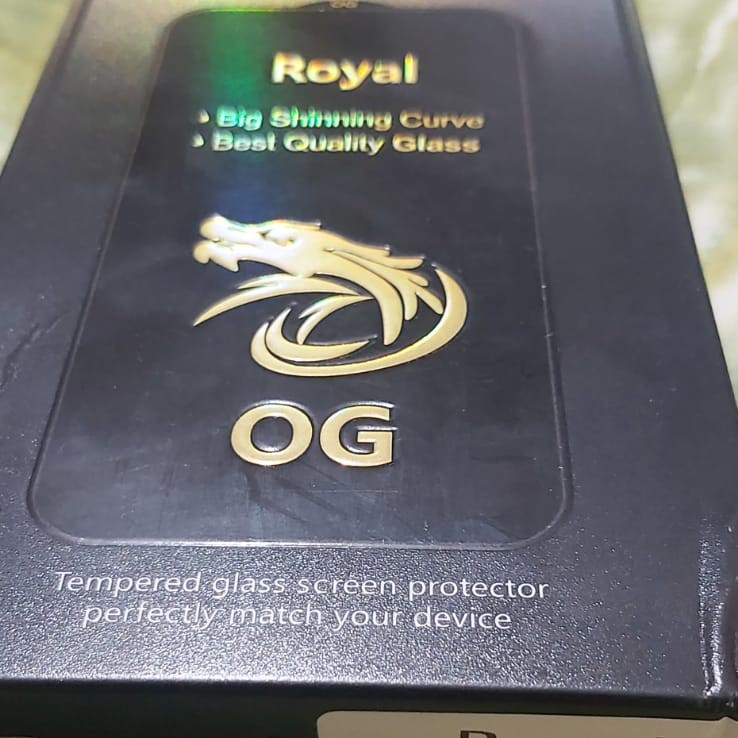 Royal
Big Shinning Curve
Best Quality Glass
OG
Tempered glass screen protector
perfectly match your device